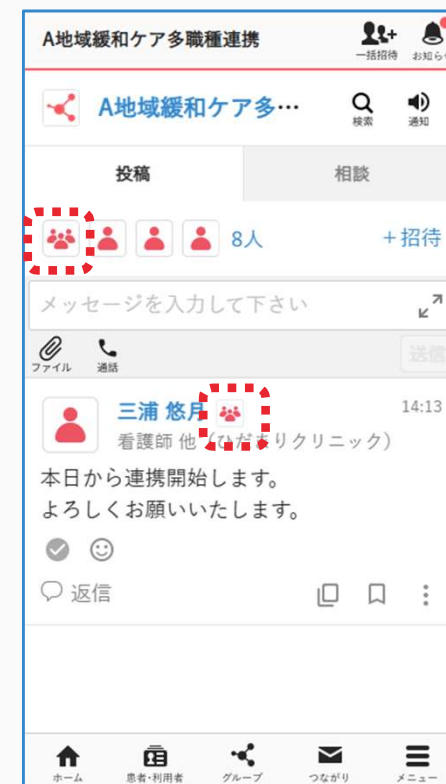 A地域緩和ケア多職種連携
一括招待
お知らせ
A地域緩和ケア多…
検索
通知
投稿
相談
8人
+招待
メッセージを入力して下さい
ファイル
通話
送信
三浦 悠月
14:13
看護師 他（ひだまりクリニック）
本日から連携開始します。
よろしくお願いいたします。
返信
ホーム
患者・利用者
グループ
つながり
メニュー